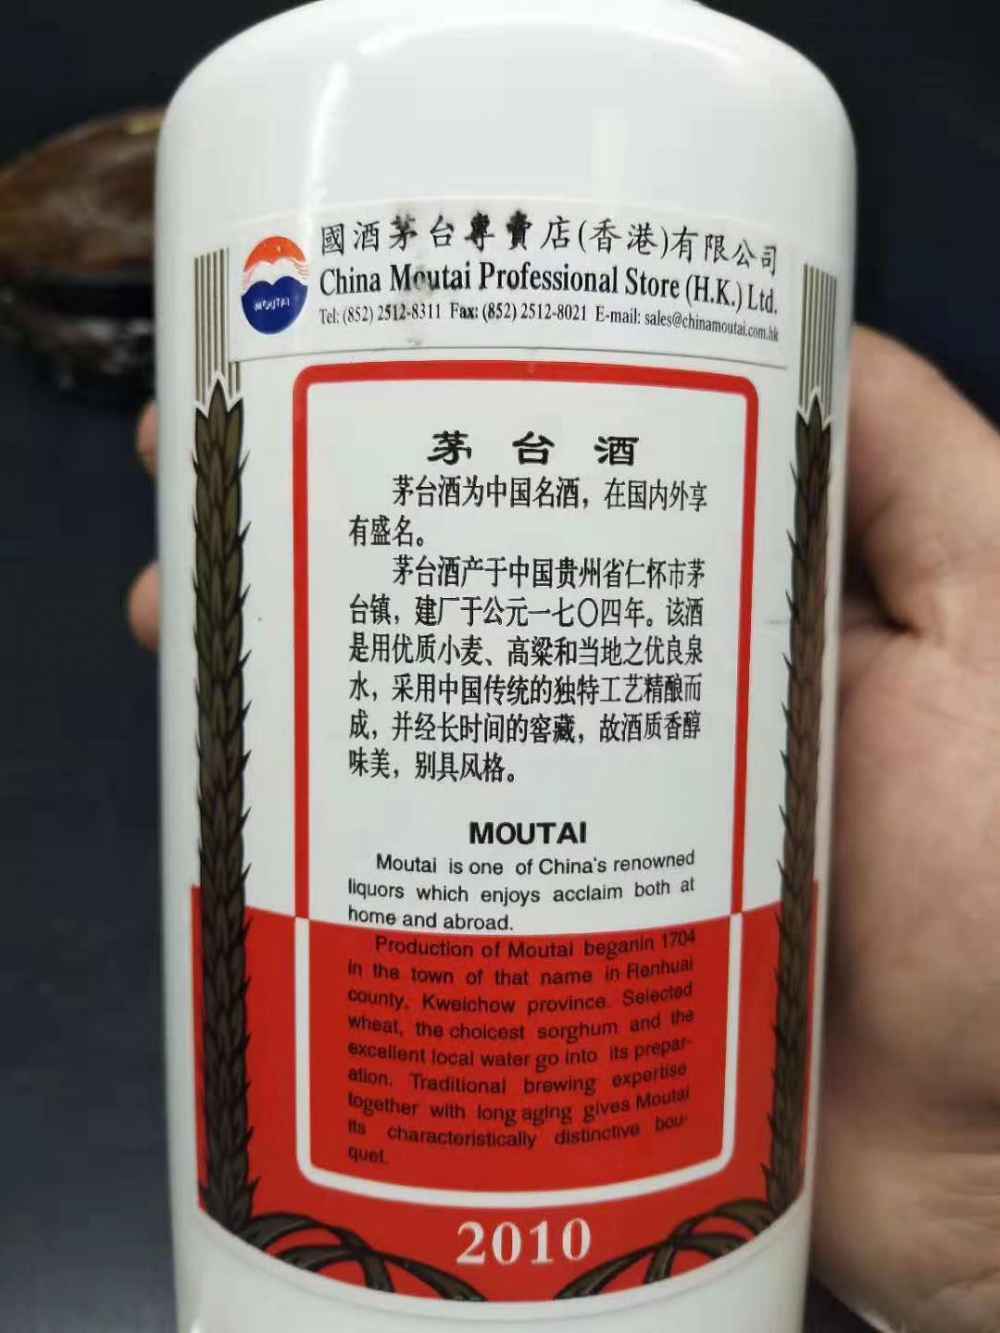 國酒茅台專賣店(香港)有限公司
China Moutai Professional Store (H.K.) Ltd.
Tel: (852) 2512-8311 Fax: (852) 2512-8021 E-mail: sales@chinamoutai.com.hk
MOUTAI
茅台酒
茅台酒为中国名酒，在国内外享
有盛名。
茅台酒产于中国贵州省仁怀市茅
台镇，建厂于公元一七〇四年。该酒
是用优质小麦、高粱和当地之优良泉
水，采用中国传统的独特工艺精酿而
成，并经长时间的窖藏，故酒质香醇
味美，别具风格。
MOUTAI
Moutai is one of China's renowned
liquors which enjoys acclaim both at
home and abroad.
Production of Moutai beganin 1704
in the town of that name in Renhuai
county, Kweichow province. Selected
wheat, the choicest sorghum and the
excellent local water go into its prepar-
ation. Traditional brewing expertise
together with long aging gives Moutai
its characteristically distinctive bou-
quet.
2010